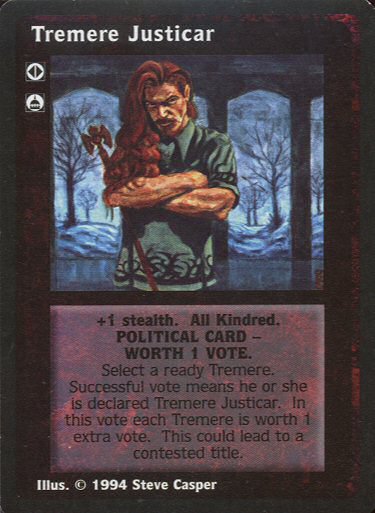 Tremere Justicar
+1 stealth. All Kindred.
POLITICAL CARD –
WORTH 1 VOTE.
Select a ready Tremere.
Successful vote means he or she
is declared Tremere Justicar. In
this vote each Tremere is worth 1
extra vote. This could lead to a
contested title.
Illus. © 1994 Steve Casper